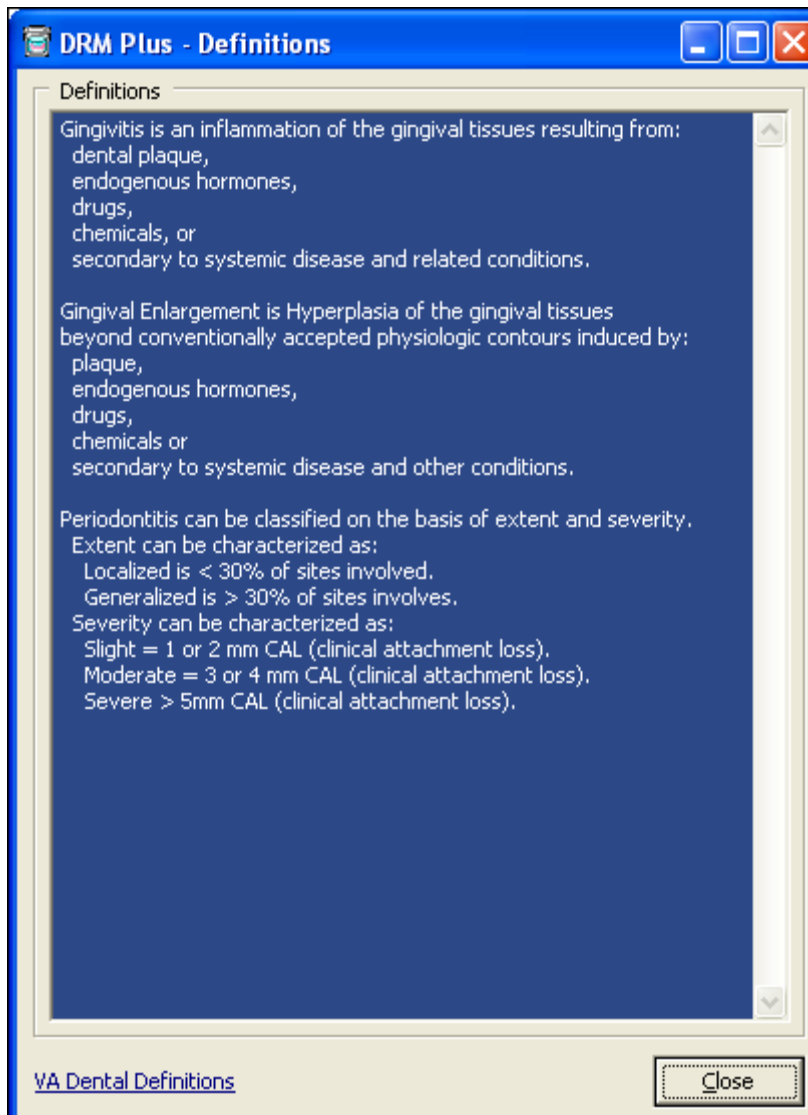 DRM Plus - Definitions
Definitions
Gingivitis is an inflammation of the gingival tissues resulting from:
dental plaque,
endogenous hormones,
drugs,
chemicals, or
secondary to systemic disease and related conditions.
Gingival Enlargement is Hyperplasia of the gingival tissues
beyond conventionally accepted physiologic contours induced by:
plaque,
endogenous hormones,
drugs,
chemicals or
secondary to systemic disease and other conditions.
Periodontitis can be classified on the basis of extent and severity.
Extent can be characterized as:
Localized is < 30% of sites involved.
Generalized is > 30% of sites involves.
Severity can be characterized as:
Slight = 1 or 2 mm CAL (clinical attachment loss).
Moderate = 3 or 4 mm CAL (clinical attachment loss).
Severe > 5mm CAL (clinical attachment loss).
VA Dental Definitions
Close